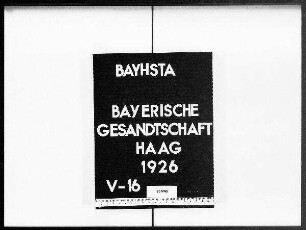 BAYHSTA
BAYERISCHE
GESANDTSCHAFT
HAAG
1926
V-16